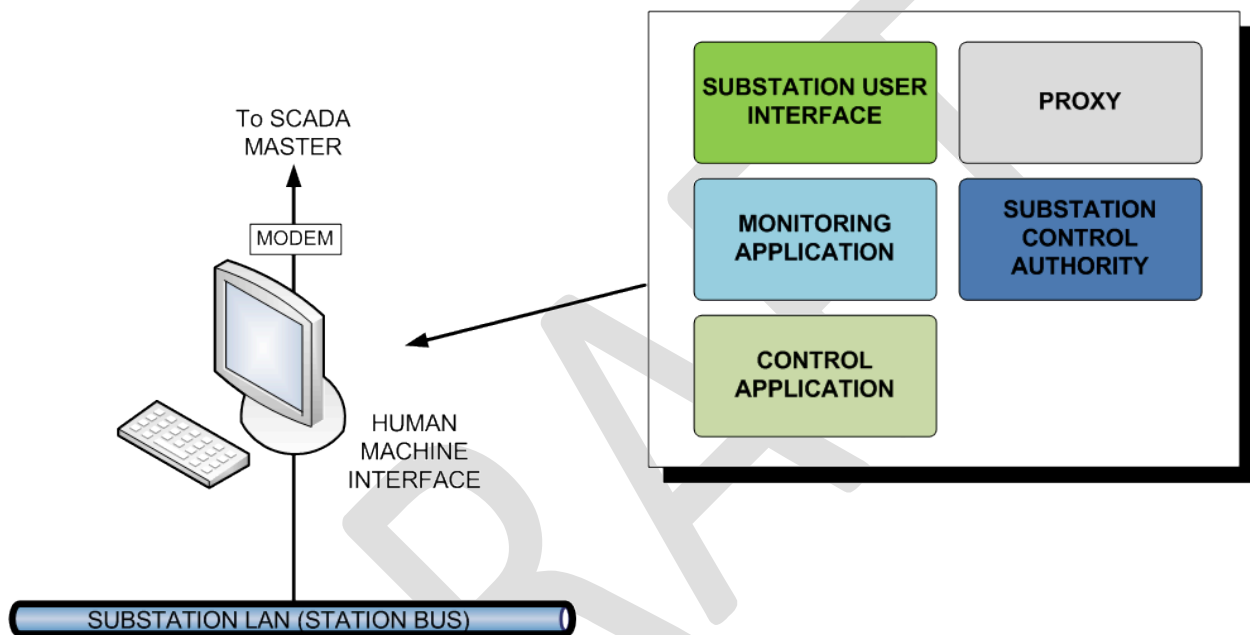 To SCADA
MASTER
MODEM
HUMAN
MACHINE
INTERFACE
SUBSTATION LAN (STATION BUS)
SUBSTATION USER
INTERFACE
PROXY
MONITORING
APPLICATION
SUBSTATION
CONTROL
AUTHORITY
CONTROL
APPLICATION
DRAFT